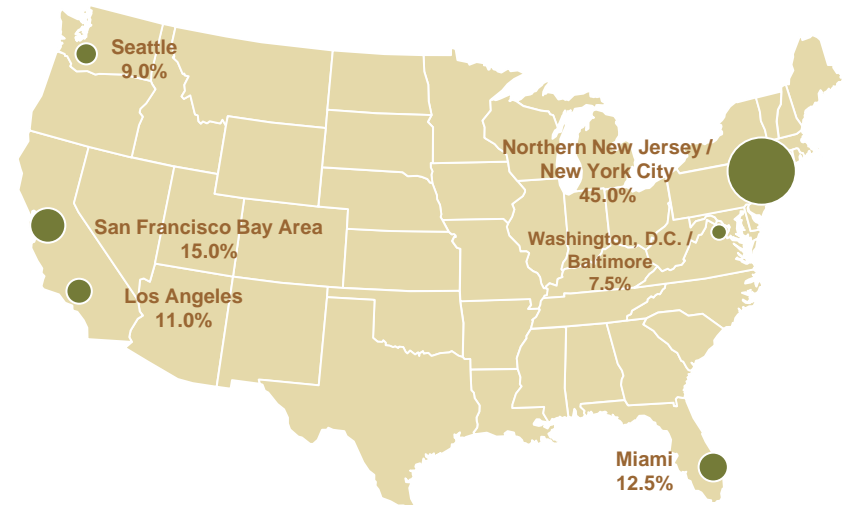 Seattle
9.0%
Northern New Jersey /
New York City
45.0%
San Francisco Bay Area
15.0%
Washington, D.C. /
Baltimore
7.5%
Los Angeles
11.0%
Miami
12.5%